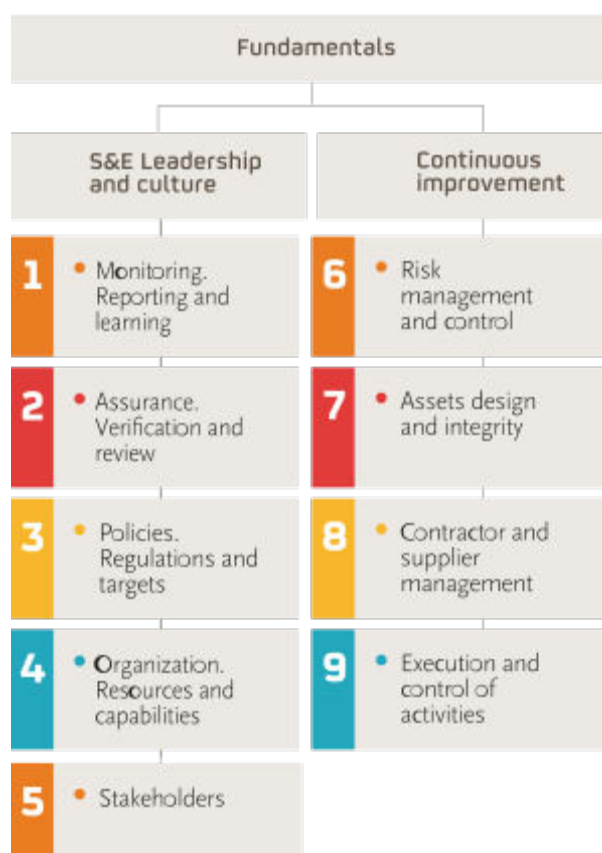 Fundamentals
S&E Leadership
and culture
1
• Monitoring.
Reporting and
learning
2
• Assurance.
Verification and
review
3
• Policies.
Regulations and
targets
4
• Organization.
Resources and
capabilities
5
• Stakeholders
Continuous
improvement
6
• Risk
management
and control
7
• Assets design
and integrity
8
• Contractor and
supplier
management
9
• Execution and
control of
activities